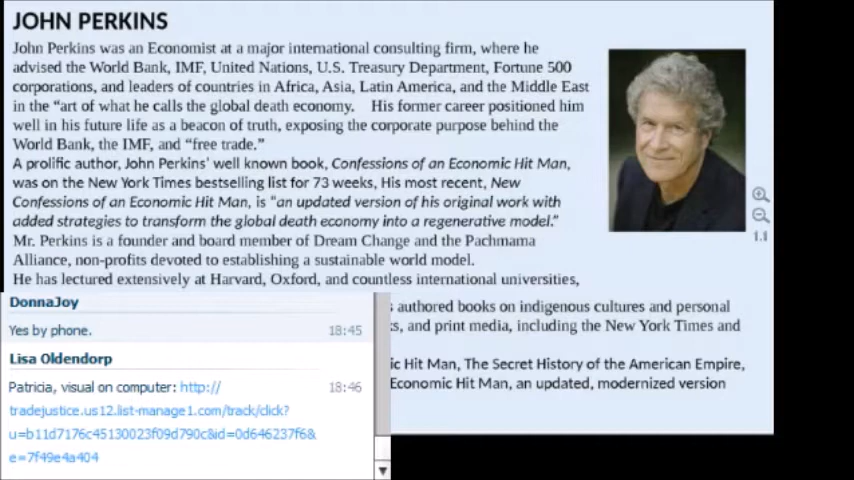 JOHN PERKINS
John Perkins was an Economist at a major international consulting firm, where he
advised the World Bank, IMF, United Nations, U.S. Treasury Department, Fortune 500
corporations, and leaders of countries in Africa, Asia, Latin America, and the Middle East
in the “art of what he calls the global death economy. His former career positioned him
well in his future life as a beacon of truth, exposing the corporate purpose behind the
World Bank, the IMF, and “free trade.”
A prolific author, John Perkins’ well known book, Confessions of an Economic Hit Man,
was on the New York Times bestselling list for 73 weeks, His most recent, New
Confessions of an Economic Hit Man, is “an updated version of his original work with
added strategies to transform the global death economy into a regenerative model.”
Mr. Perkins is a founder and board member of Dream Change and the Pachmama
Alliance, non-profits devoted to establishing a sustainable world model.
He has lectured extensively at Harvard, Oxford, and countless international universities,
s authored books on indigenous cultures and personal
s, and print media, including the New York Times and
ic Hit Man, The Secret History of the American Empire,
Economic Hit Man, an updated, modernized version
1.1
DonnaJoy
Yes by phone. 18:45
Lisa Oldendorp
Patricia, visual on computer: http:// 18:46
tradejustice.us12.list-manage1.com/track/click?
u=b11d7176c45130023f09d790c&id=0d646237f6&
e=7f49e4a404